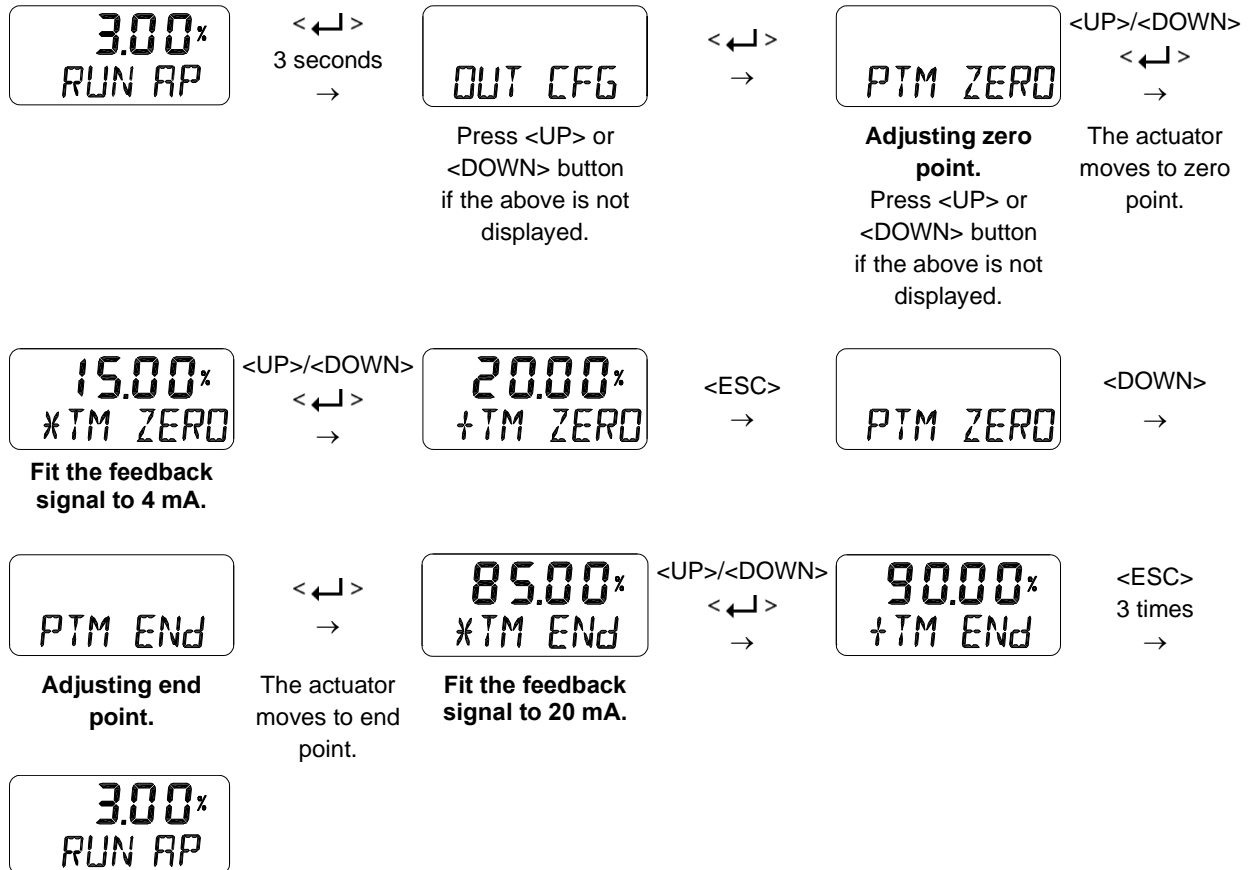 3.00%
RUN AP
< ↵ >
3 seconds
→
OUT CFG
Press <UP> or
<DOWN> button
if the above is not
displayed.
< ↵ >
→
PTM ZERO
Adjusting zero
point.
Press <UP> or
<DOWN> button
if the above is not
displayed.
<UP>/<DOWN>
< ↵ >
→
The actuator
moves to zero
point.
15.00%
*TM ZERO
Fit the feedback
signal to 4 mA.
<UP>/<DOWN>
< ↵ >
→
20.00%
+TM ZERO
<ESC>
→
PTM ZERO
<DOWN>
→
PTM ENd
Adjusting end
point.
< ↵ >
→
The actuator
moves to end
point.
85.00%
*TM ENd
Fit the feedback
signal to 20 mA.
<UP>/<DOWN>
< ↵ >
→
90.00%
+TM ENd
<ESC>
3 times
→
3.00%
RUN AP